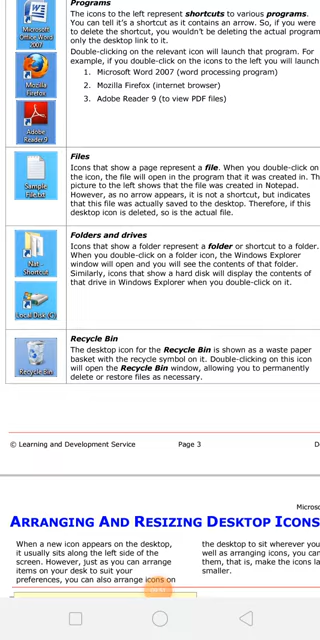 Programs
The icons to the left represent shortcuts to various programs.
You can tell it's a shortcut as it contains an arrow. So, if you were
to delete the shortcut, you wouldn't be deleting the actual program
only the desktop link to it.
Double-clicking on the relevant icon will launch that program. For
example, if you double-click on the icons to the left you will launch
1. Microsoft Word 2007 (word processing program)
2. Mozilla Firefox (internet browser)
3. Adobe Reader 9 (to view PDF files)
Microsoft
Office Word
2007
Mozilla
Firefox
Adobe
Reader 9
Files
Icons that show a page represent a file. When you double-click on
the icon, the file will open in the program that it was created in. Th
picture to the left shows that the file was created in Notepad.
However, as no arrow appears, it is not a shortcut, but indicates
that this file was actually saved to the desktop. Therefore, if this
desktop icon is deleted, so is the actual file.
Sample
File.txt
Folders and drives
Icons that show a folder represent a folder or shortcut to a folder.
When you double-click on a folder icon, the Windows Explorer
window will open and you will see the contents of that folder.
Similarly, icons that show a hard disk will display the contents of
that drive in Windows Explorer when you double-click on it.
Shortcut
Local Disk (C)
Recycle Bin
The desktop icon for the Recycle Bin is shown as a waste paper
basket with the recycle symbol on it. Double-clicking on this icon
will open the Recycle Bin window, allowing you to permanently
delete or restore files as necessary.
Recycle Bin
© Learning and Development Service Page 3 D
Microso
ARRANGING AND RESIZING DESKTOP ICONS
When a new icon appears on the desktop,
it usually sits along the left side of the
screen. However, just as you can arrange
items on your desk to suit your
preferences, you can also arrange icons on
the desktop to sit wherever you
well as arranging icons, you can
them, that is, make the icons la
smaller.